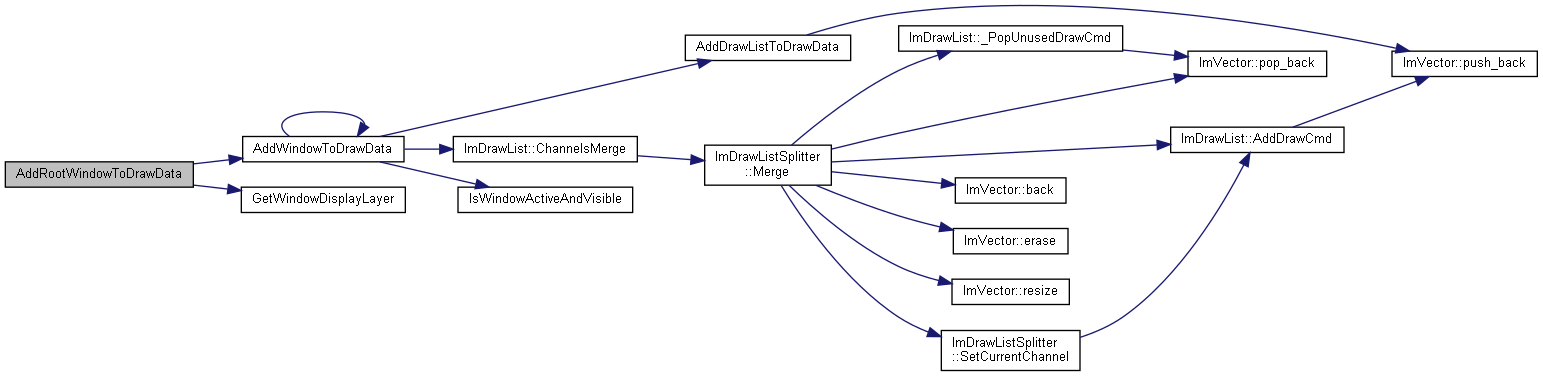 AddRootWindowToDrawData
AddWindowToDrawData
GetWindowDisplayLayer
AddDrawListToDrawData
ImDrawList::ChannelsMerge
IsWindowActiveAndVisible
ImDrawListSplitter
::Merge
ImDrawList::_PopUnusedDrawCmd
ImVector::pop_back
ImVector::push_back
ImDrawList::AddDrawCmd
ImVector::back
ImVector::erase
ImVector::resize
ImDrawListSplitter
::SetCurrentChannel